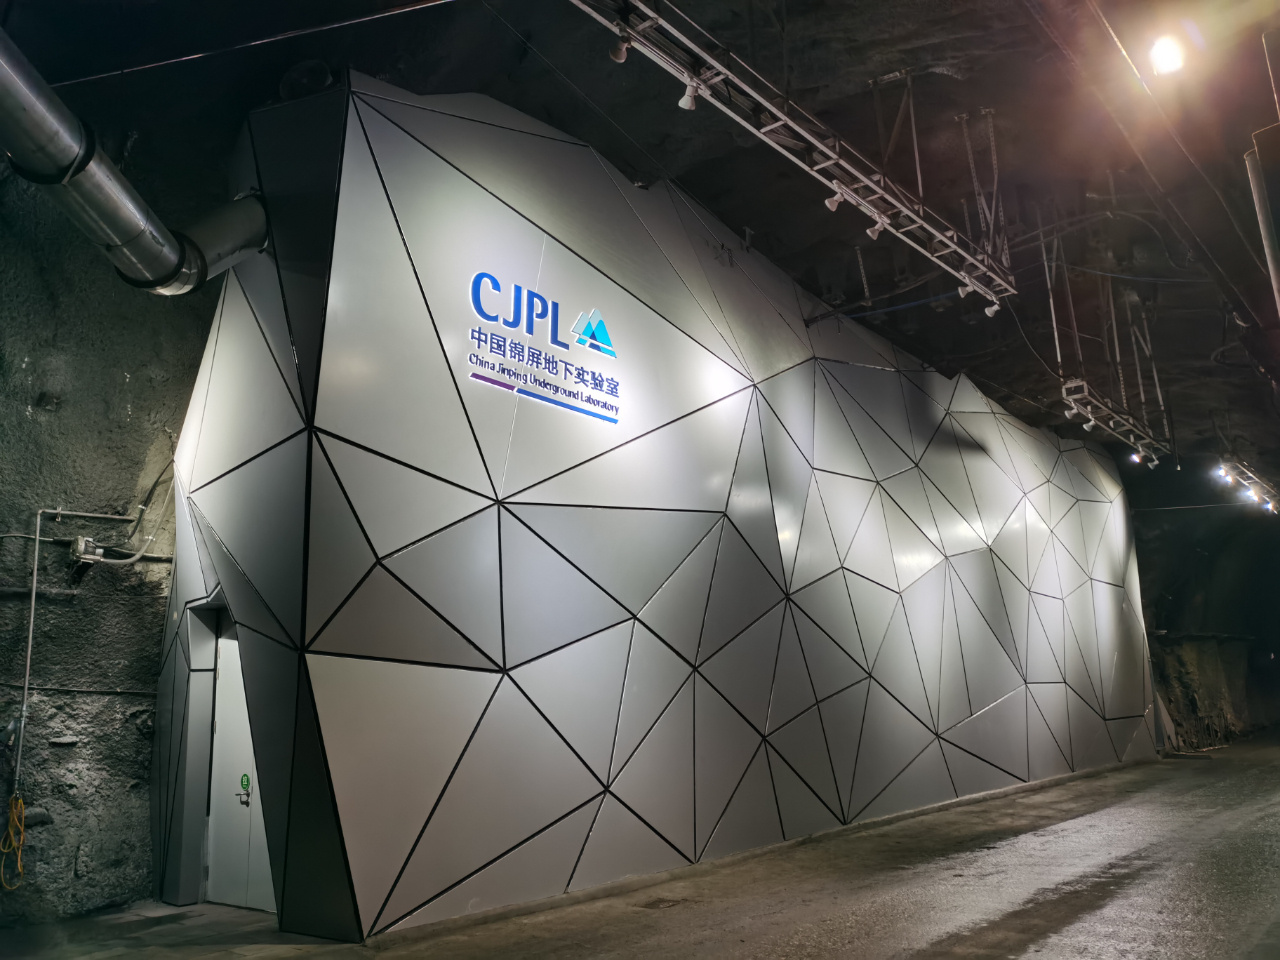 CJPL
中国锦屏地下实验室
China Jinping Underground Laboratory